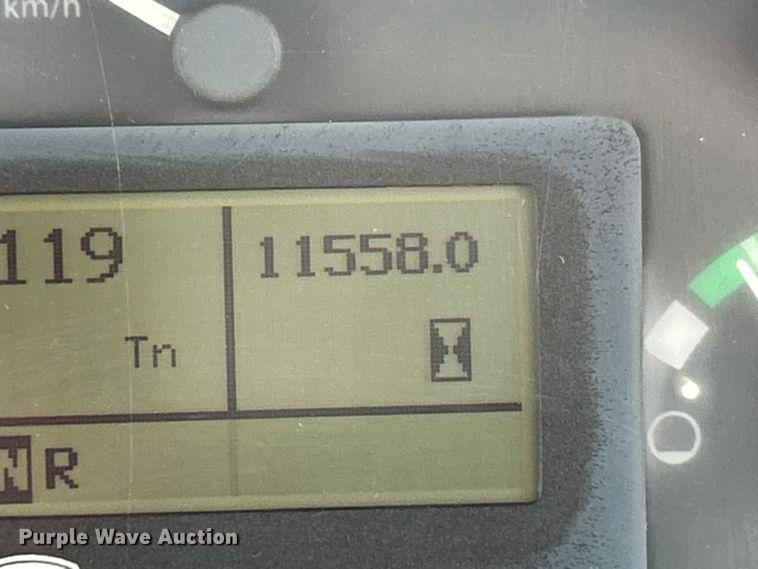 km/h
119 11558.0
Tn
N R
Purple Wave Auction